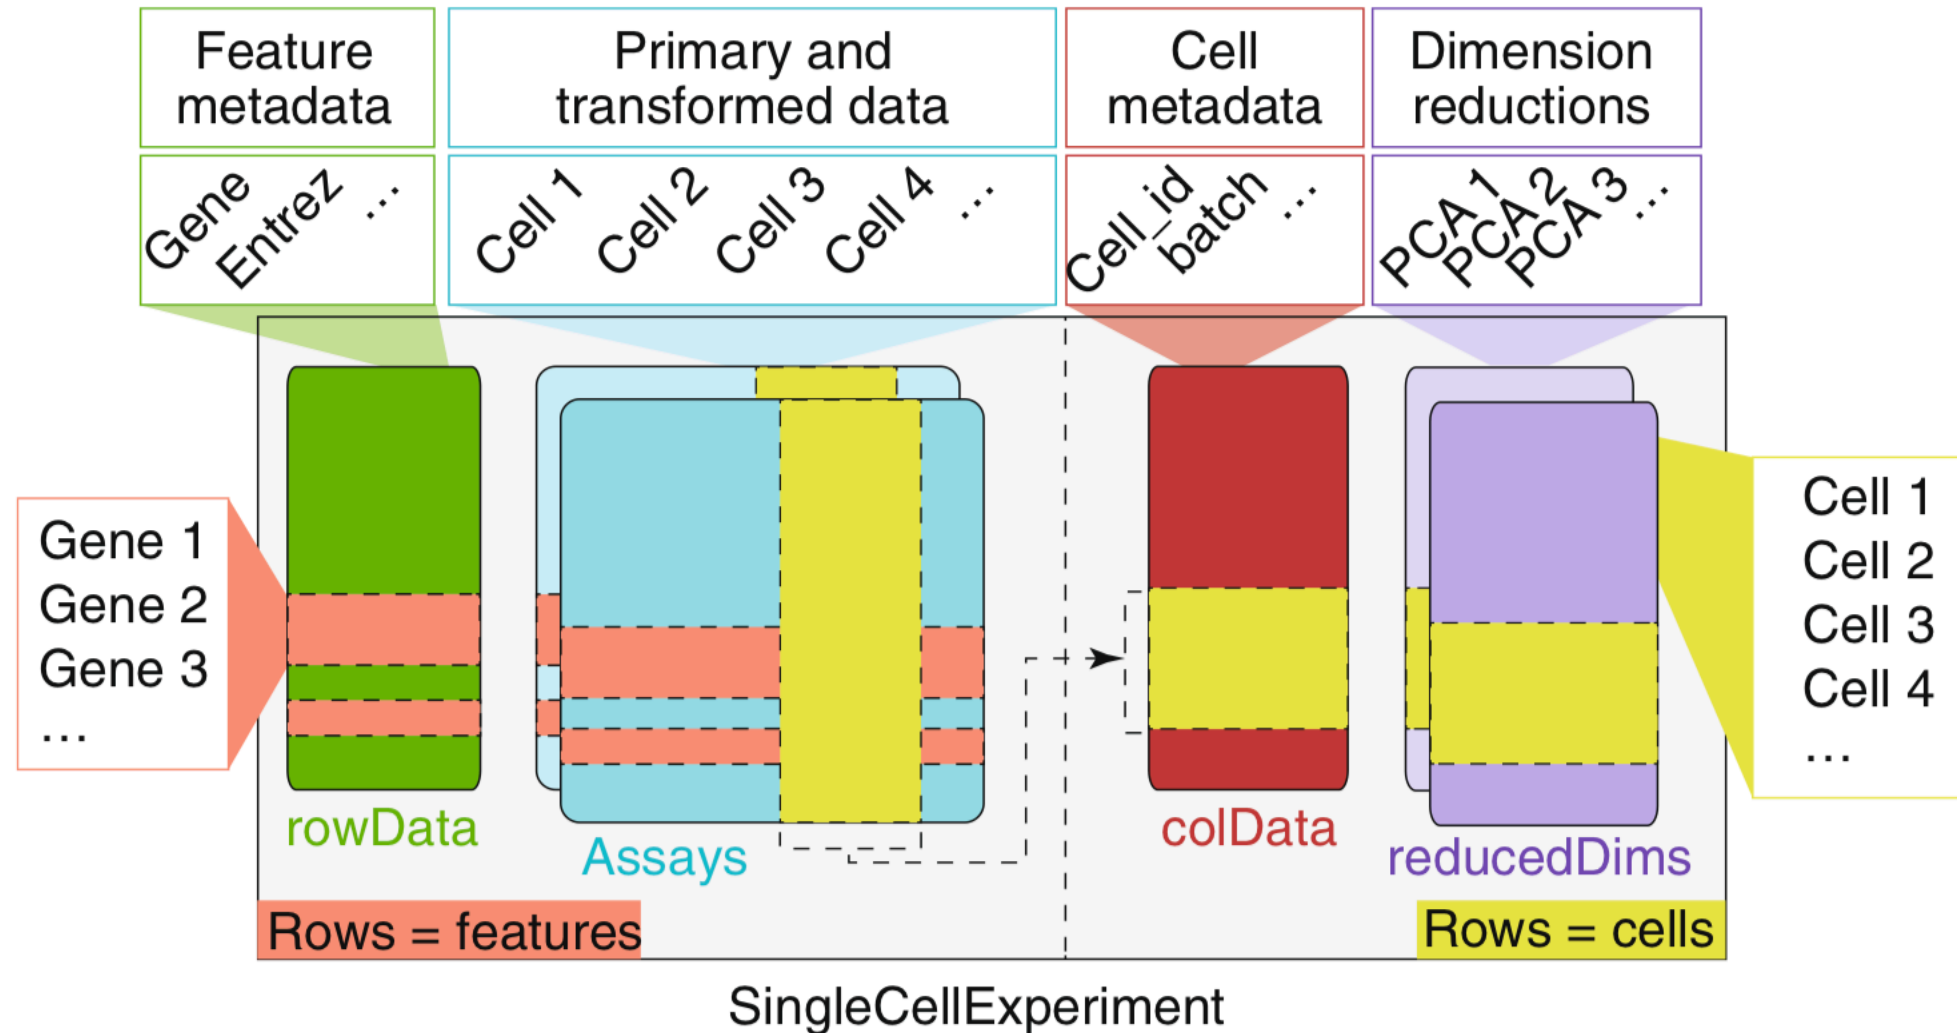 Feature
metadata
Primary and
transformed data
Cell
metadata
Dimension
reductions
Gene
Entrez
...
Cell 1
Cell 2
Cell 3
Cell 4
...
Cell_id
batch
...
PCA 1
PCA 2
PCA 3
...
Gene 1
Gene 2
Gene 3
...
Cell 1
Cell 2
Cell 3
Cell 4
...
rowData
Assays
colData
reducedDims
Rows = features
Rows = cells
SingleCellExperiment